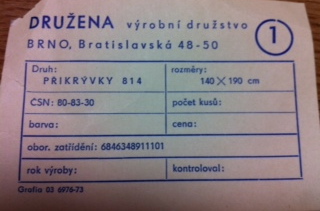 DRUŽENA výrobní družstvo
BRNO, Bratislavská 48-50
1
Druh: rozměry:
PŘIKRÝVKY 814 140 × 190 cm
ČSN: 80-83-30 počet kusů:
barva: cena:
obor. zatřídění: 6846348911101
rok výroby: kontroloval:
Grafia 03 6976-73